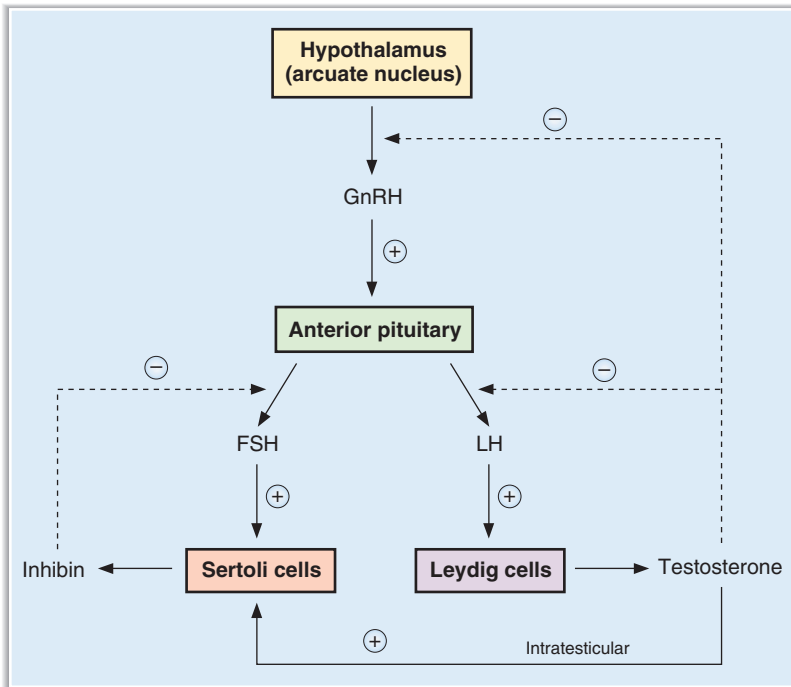 Hypothalamus
(arcuate nucleus)
−
GnRH
+
Anterior pituitary
−
−
FSH
LH
+
+
Inhibin
Sertoli cells
Leydig cells
Testosterone
+
Intratesticular